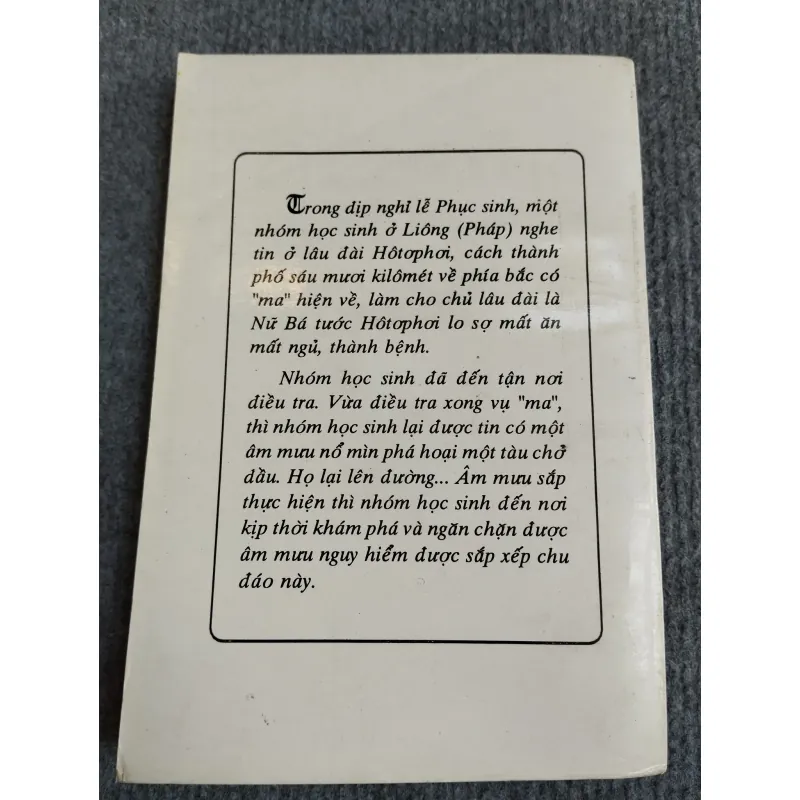 Trong dịp nghỉ lễ Phục sinh, một
nhóm học sinh ở Liông (Pháp) nghe
tin ở lâu đài Hôtơphơi, cách thành
phố sáu mươi kilômét về phía bắc có
"ma" hiện về, làm cho chủ lâu đài là
Nữ Bá tước Hôtơphơi lo sợ mất ăn
mất ngủ, thành bệnh.
Nhóm học sinh đã đến tận nơi
điều tra. Vừa điều tra xong vụ "ma",
thì nhóm học sinh lại được tin có một
âm mưu nổ mìn phá hoại một tàu chở
dầu. Họ lại lên đường... Âm mưu sắp
thực hiện thì nhóm học sinh đến nơi
kịp thời khám phá và ngăn chặn được
âm mưu nguy hiểm được sắp xếp chu
đáo này.